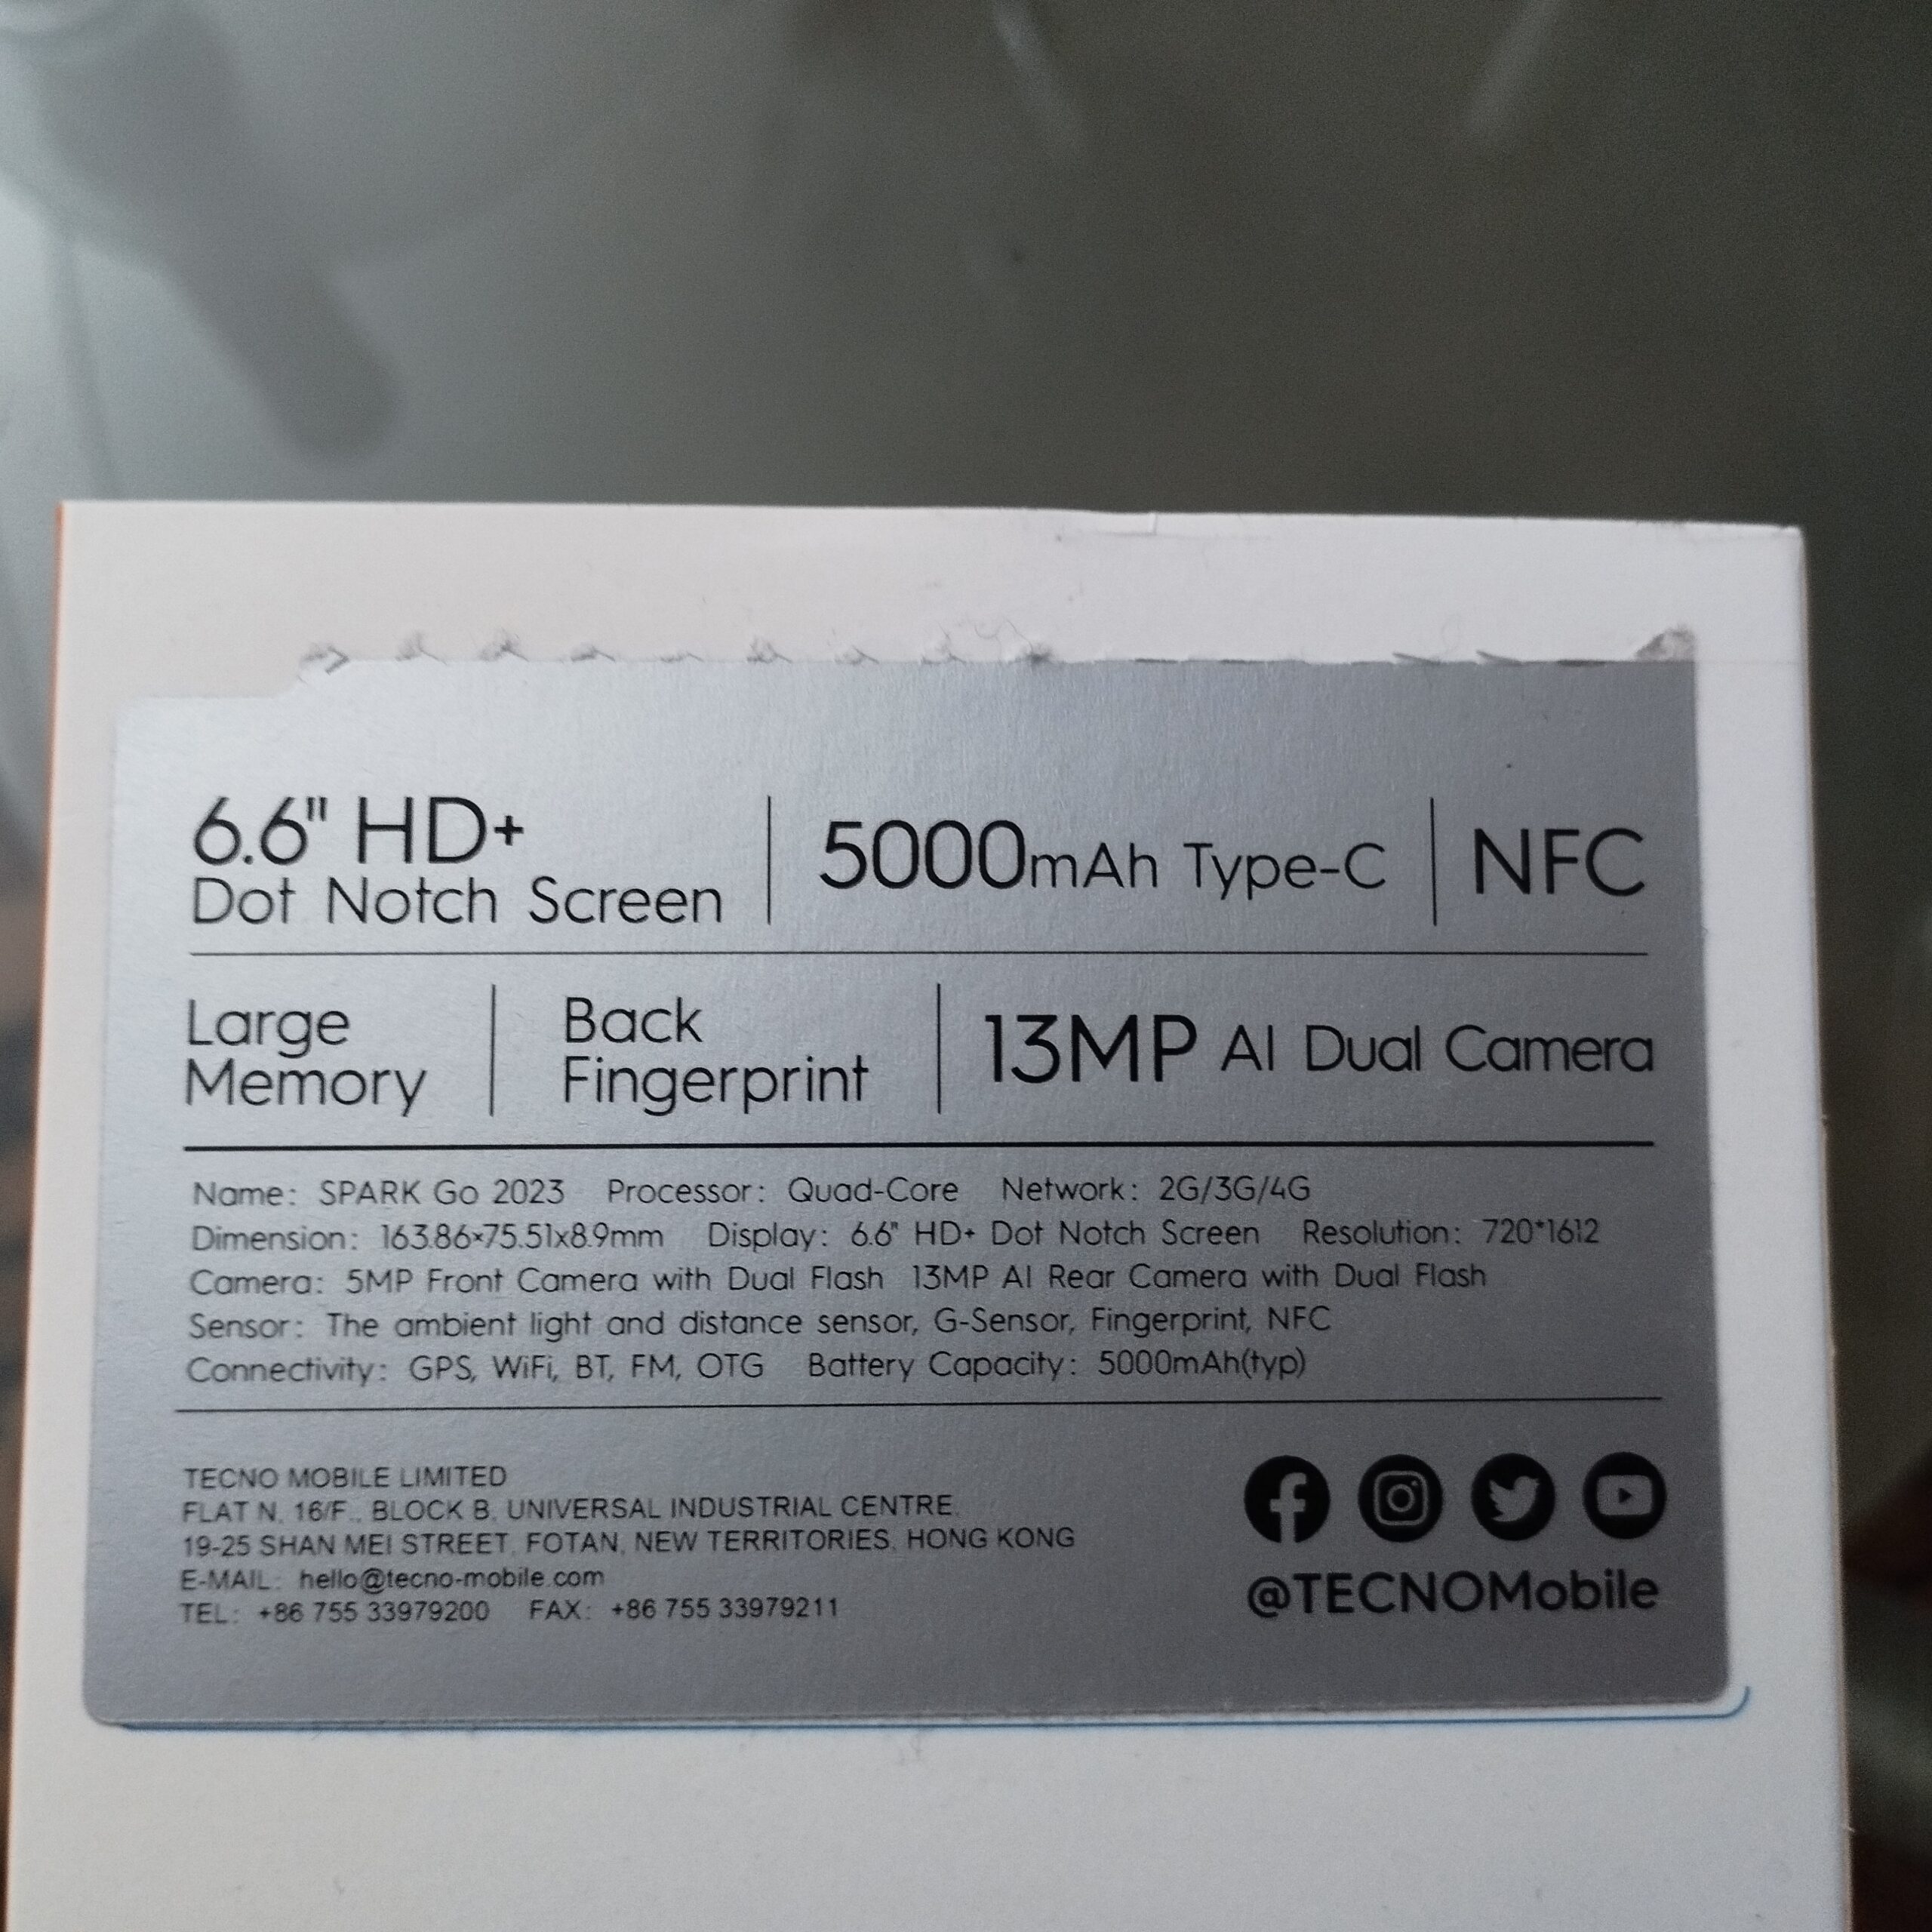 6.6" HD+
Dot Notch Screen
5000mAh Type-C
NFC
Large
Memory
Back
Fingerprint
13MP AI Dual Camera
Name: SPARK Go 2023 Processor: Quad-Core Network: 2G/3G/4G
Dimension: 163.86×75.51x8.9mm Display: 6.6" HD+ Dot Notch Screen Resolution: 720*1612
Camera: 5MP Front Camera with Dual Flash 13MP AI Rear Camera with Dual Flash
Sensor: The ambient light and distance sensor, G-Sensor, Fingerprint, NFC
Connectivity: GPS, WiFi, BT, FM, OTG Battery Capacity: 5000mAh(typ)
TECNO MOBILE LIMITED
FLAT N, 16/F., BLOCK B, UNIVERSAL INDUSTRIAL CENTRE,
19-25 SHAN MEI STREET, FOTAN, NEW TERRITORIES, HONG KONG
E-MAIL: hello@tecno-mobile.com
TEL: +86 755 33979200 FAX: +86 755 33979211
@TECNOMobile